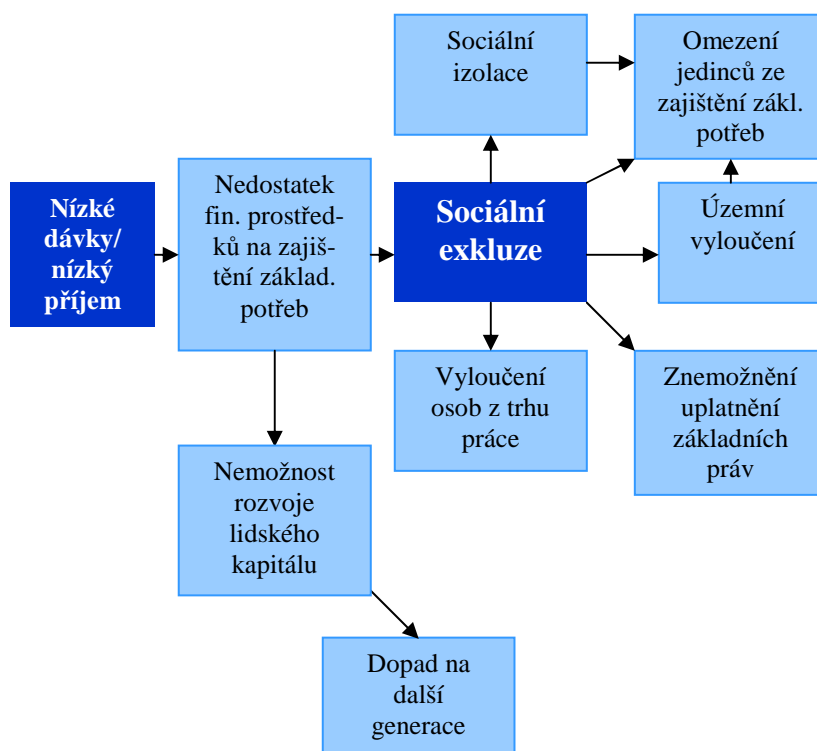 Sociální
izolace
Omezení
jedinců ze
zajištění zákl.
potřeb
Nízké
dávky/
nízký
příjem
Nedostatek
fin. prostřed-
ků na zajiš-
tění základ.
potřeb
Sociální
exkluze
Územní
vyloučení
Vyloučení
osob z trhu
práce
Znemožnění
uplatnění
základních
práv
Nemožnost
rozvoje
lidského
kapitálu
Dopad na
další
generace